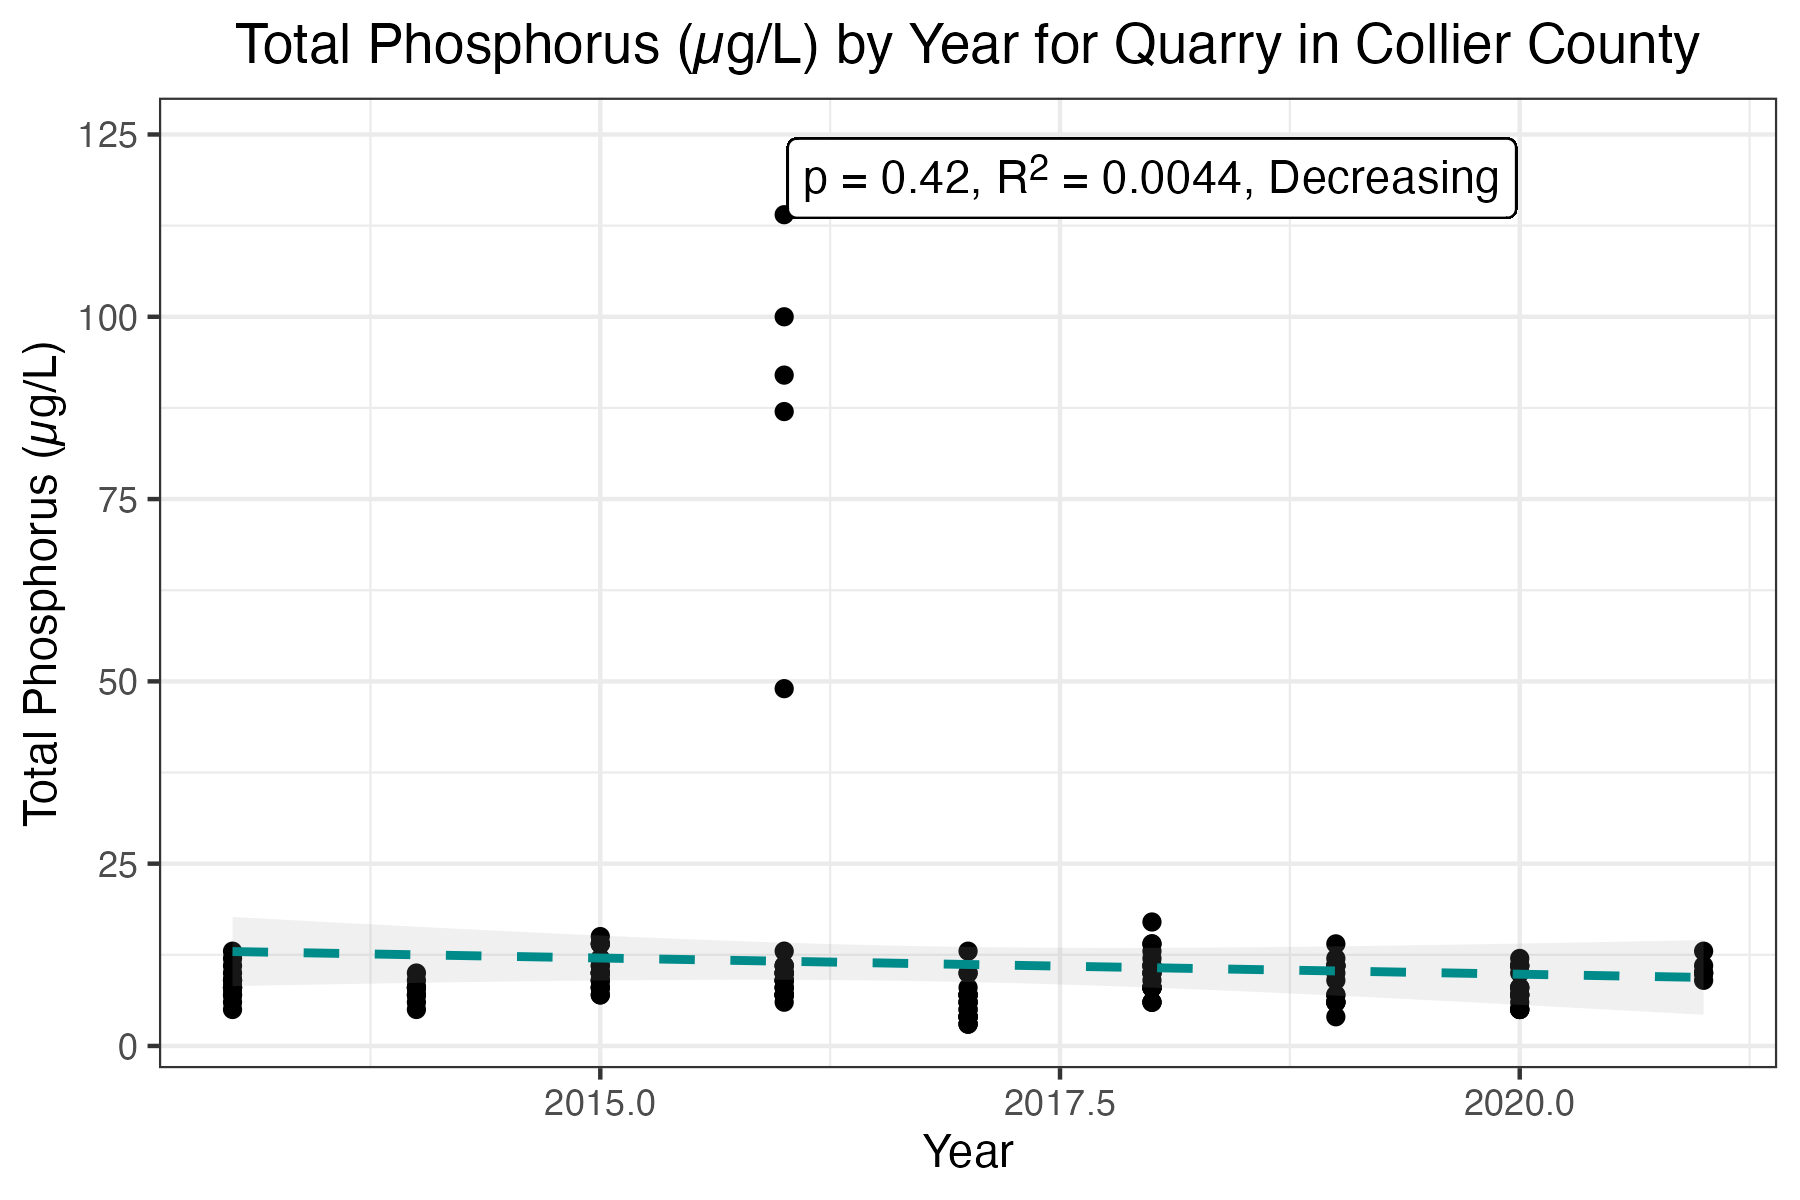 Total Phosphorus (µg/L) by Year for Quarry in Collier County
p = 0.42, R² = 0.0044, Decreasing
Total Phosphorus (µg/L)
125
100
75
50
25
0
2015.0 2017.5 2020.0
Year